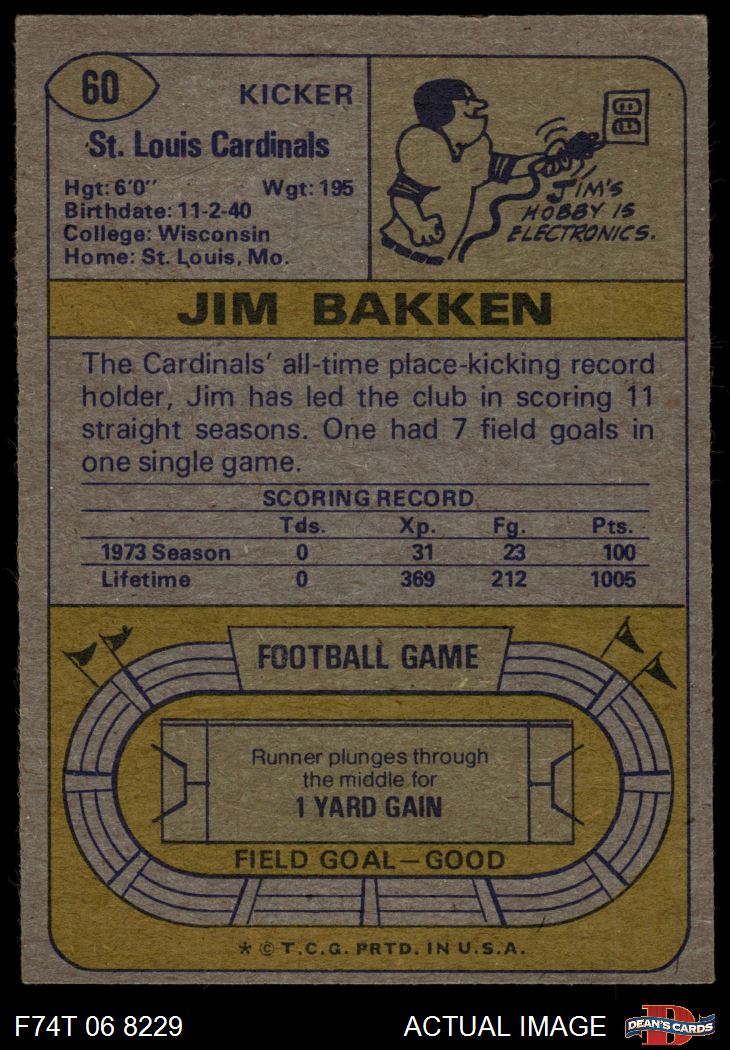 60
KICKER
St. Louis Cardinals
Hgt: 6'0" Wgt: 195
Birthdate: 11-2-40
College: Wisconsin
Home: St. Louis, Mo.
JIM'S
HOBBY IS
ELECTRONICS.
JIM BAKKEN
The Cardinals' all-time place-kicking record
holder, Jim has led the club in scoring 11
straight seasons. One had 7 field goals in
one single game.
SCORING RECORD
Tds. Xp. Fg. Pts.
1973 Season 0 31 23 100
Lifetime 0 369 212 1005
FOOTBALL GAME
Runner plunges through
the middle for
1 YARD GAIN
FIELD GOAL—GOOD
* © T.C.G. PRTD. IN U.S.A.
F74T 06 8229 ACTUAL IMAGE
D
DEAN'S CARDS